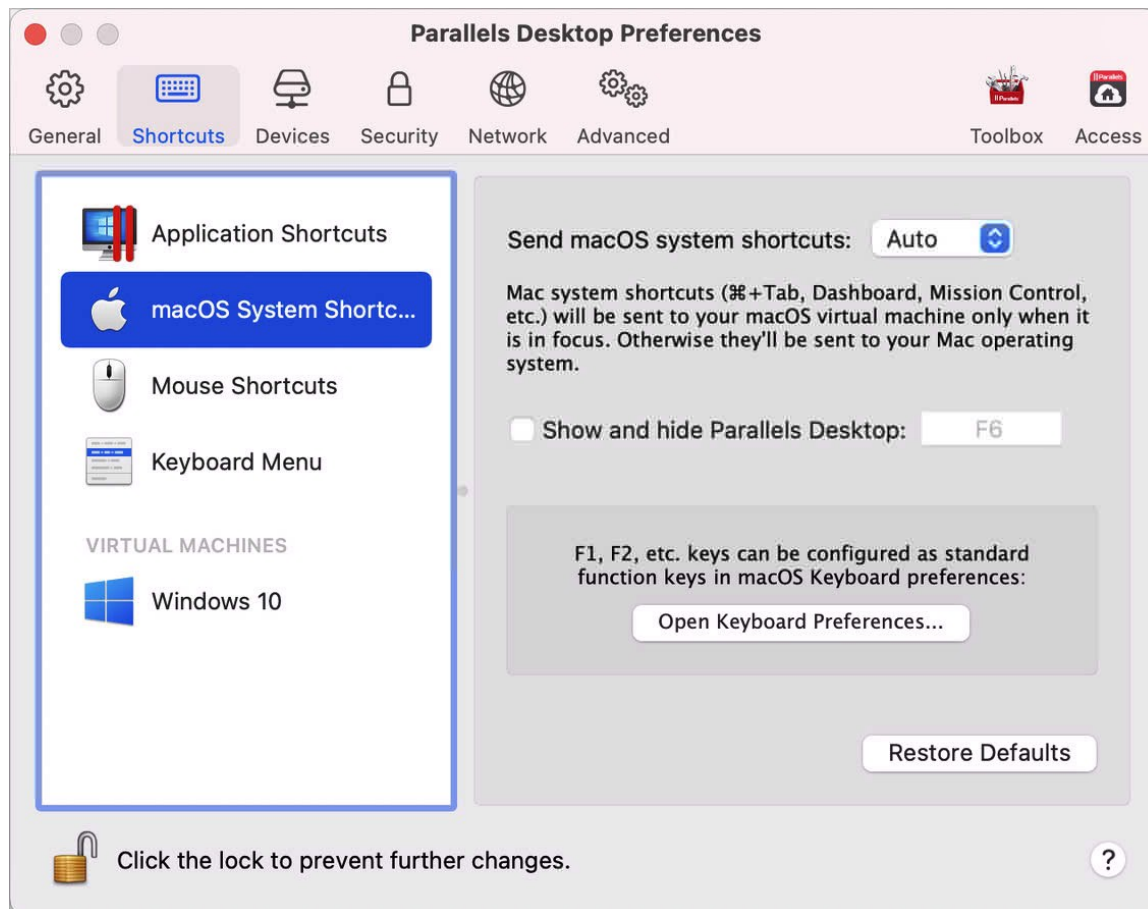 Parallels Desktop Preferences
General Shortcuts Devices Security Network Advanced Toolbox Access
Application Shortcuts
macOS System Shortc...
Mouse Shortcuts
Keyboard Menu
VIRTUAL MACHINES
Windows 10
Send macOS system shortcuts: Auto
Mac system shortcuts (⌘+Tab, Dashboard, Mission Control,
etc.) will be sent to your macOS virtual machine only when it
is in focus. Otherwise they'll be sent to your Mac operating
system.
Show and hide Parallels Desktop: F6
F1, F2, etc. keys can be configured as standard
function keys in macOS Keyboard preferences:
Open Keyboard Preferences...
Restore Defaults
Click the lock to prevent further changes.
?